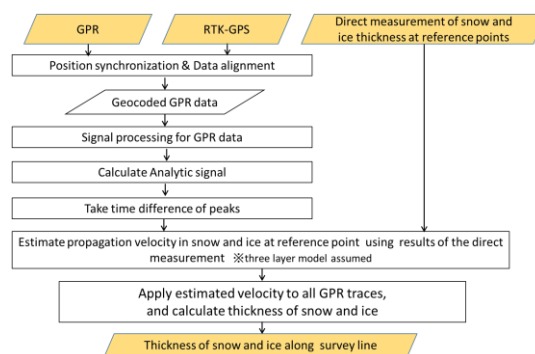 GPR
RTK-GPS
Direct measurement of snow and
ice thickness at reference points
Position synchronization & Data alignment
Geocoded GPR data
Signal processing for GPR data
Calculate Analytic signal
Take time difference of peaks
Estimate propagation velocity in snow and ice at reference point using results of the direct
measurement ※three layer model assumed
Apply estimated velocity to all GPR traces,
and calculate thickness of snow and ice
Thickness of snow and ice along survey line